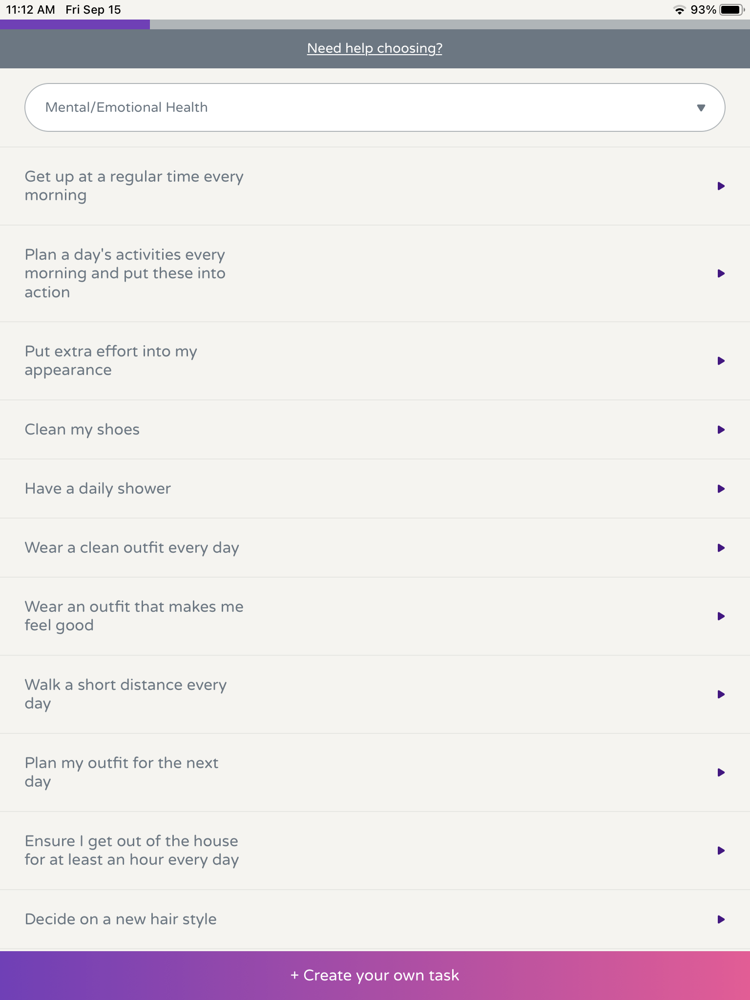 11:12 AM Fri Sep 15
93%
Need help choosing?
Mental/Emotional Health
Get up at a regular time every
morning
Plan a day's activities every
morning and put these into
action
Put extra effort into my
appearance
Clean my shoes
Have a daily shower
Wear a clean outfit every day
Wear an outfit that makes me
feel good
Walk a short distance every
day
Plan my outfit for the next
day
Ensure I get out of the house
for at least an hour every day
Decide on a new hair style
+ Create your own task